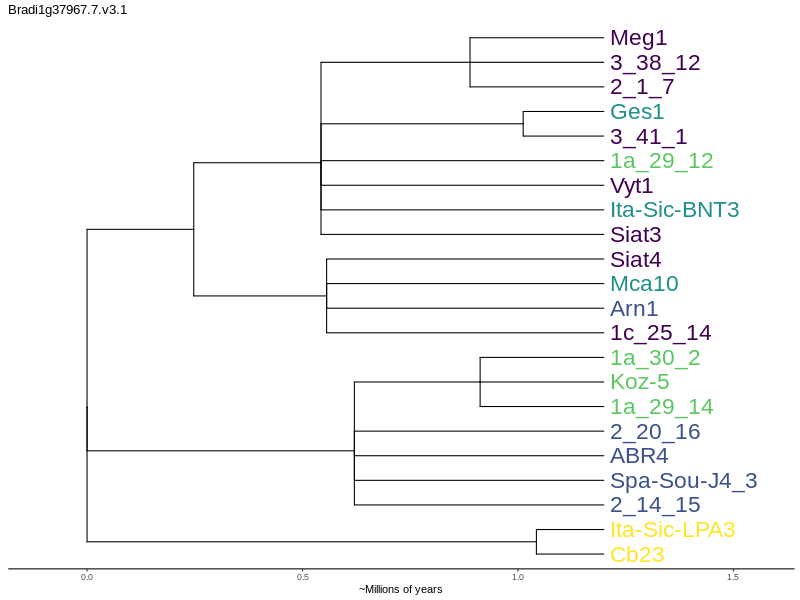 Bradi1g37967.7.v3.1
Meg1
3_38_12
2_1_7
Ges1
3_41_1
1a_29_12
Vyt1
Ita-Sic-BNT3
Siat3
Siat4
Mca10
Arn1
1c_25_14
1a_30_2
Koz-5
1a_29_14
2_20_16
ABR4
Spa-Sou-J4_3
2_14_15
Ita-Sic-LPA3
Cb23
0.0 0.5 1.0 1.5
~Millions of years